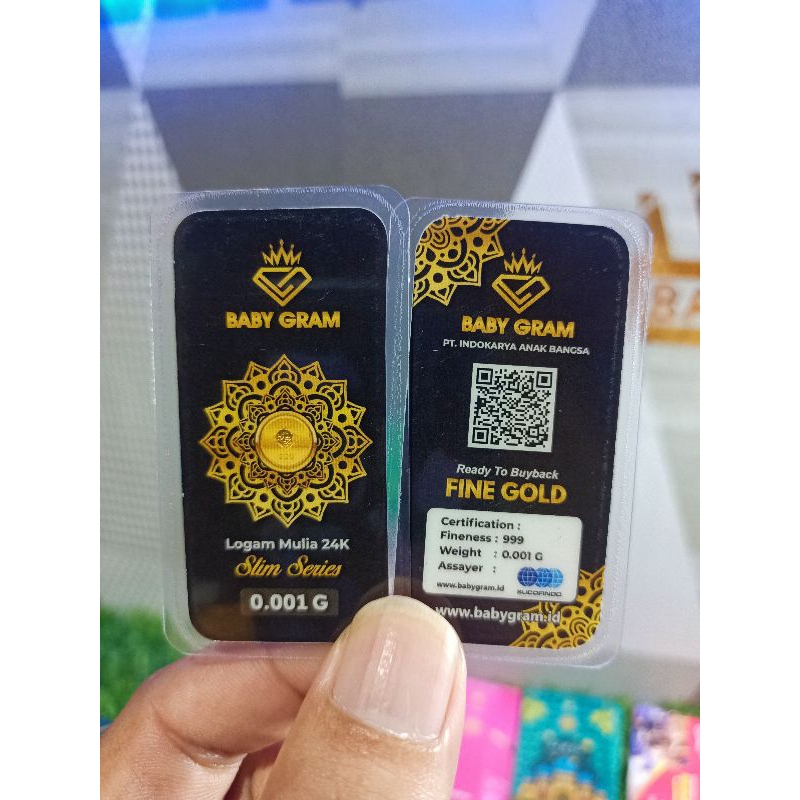 BABY GRAM
Logam Mulia 24K
Slim Series
0.001 G
BABY GRAM
PT. INDOKARYA ANAK BANGSA
Ready To Buyback
FINE GOLD
Certification :
Fineness : 999
Weight : 0.001 G
Assayer :
www.babygram.id
SUCOFINDO
www.babygram.id